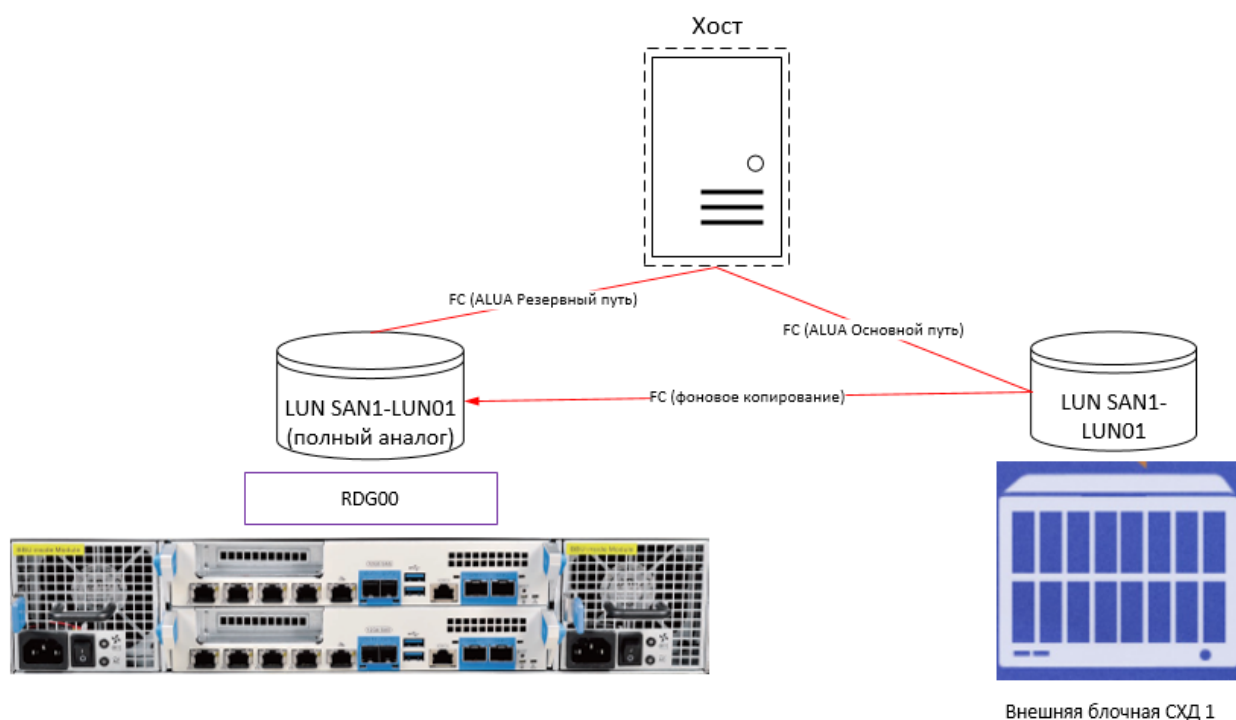 Хост
FC (ALUA Резервный путь)
FC (ALUA Основной путь)
LUN SAN1-LUN01
(полный аналог)
FC (фоновое копирование)
LUN SAN1-
LUN01
RDG00
Внешняя блочная СХД 1